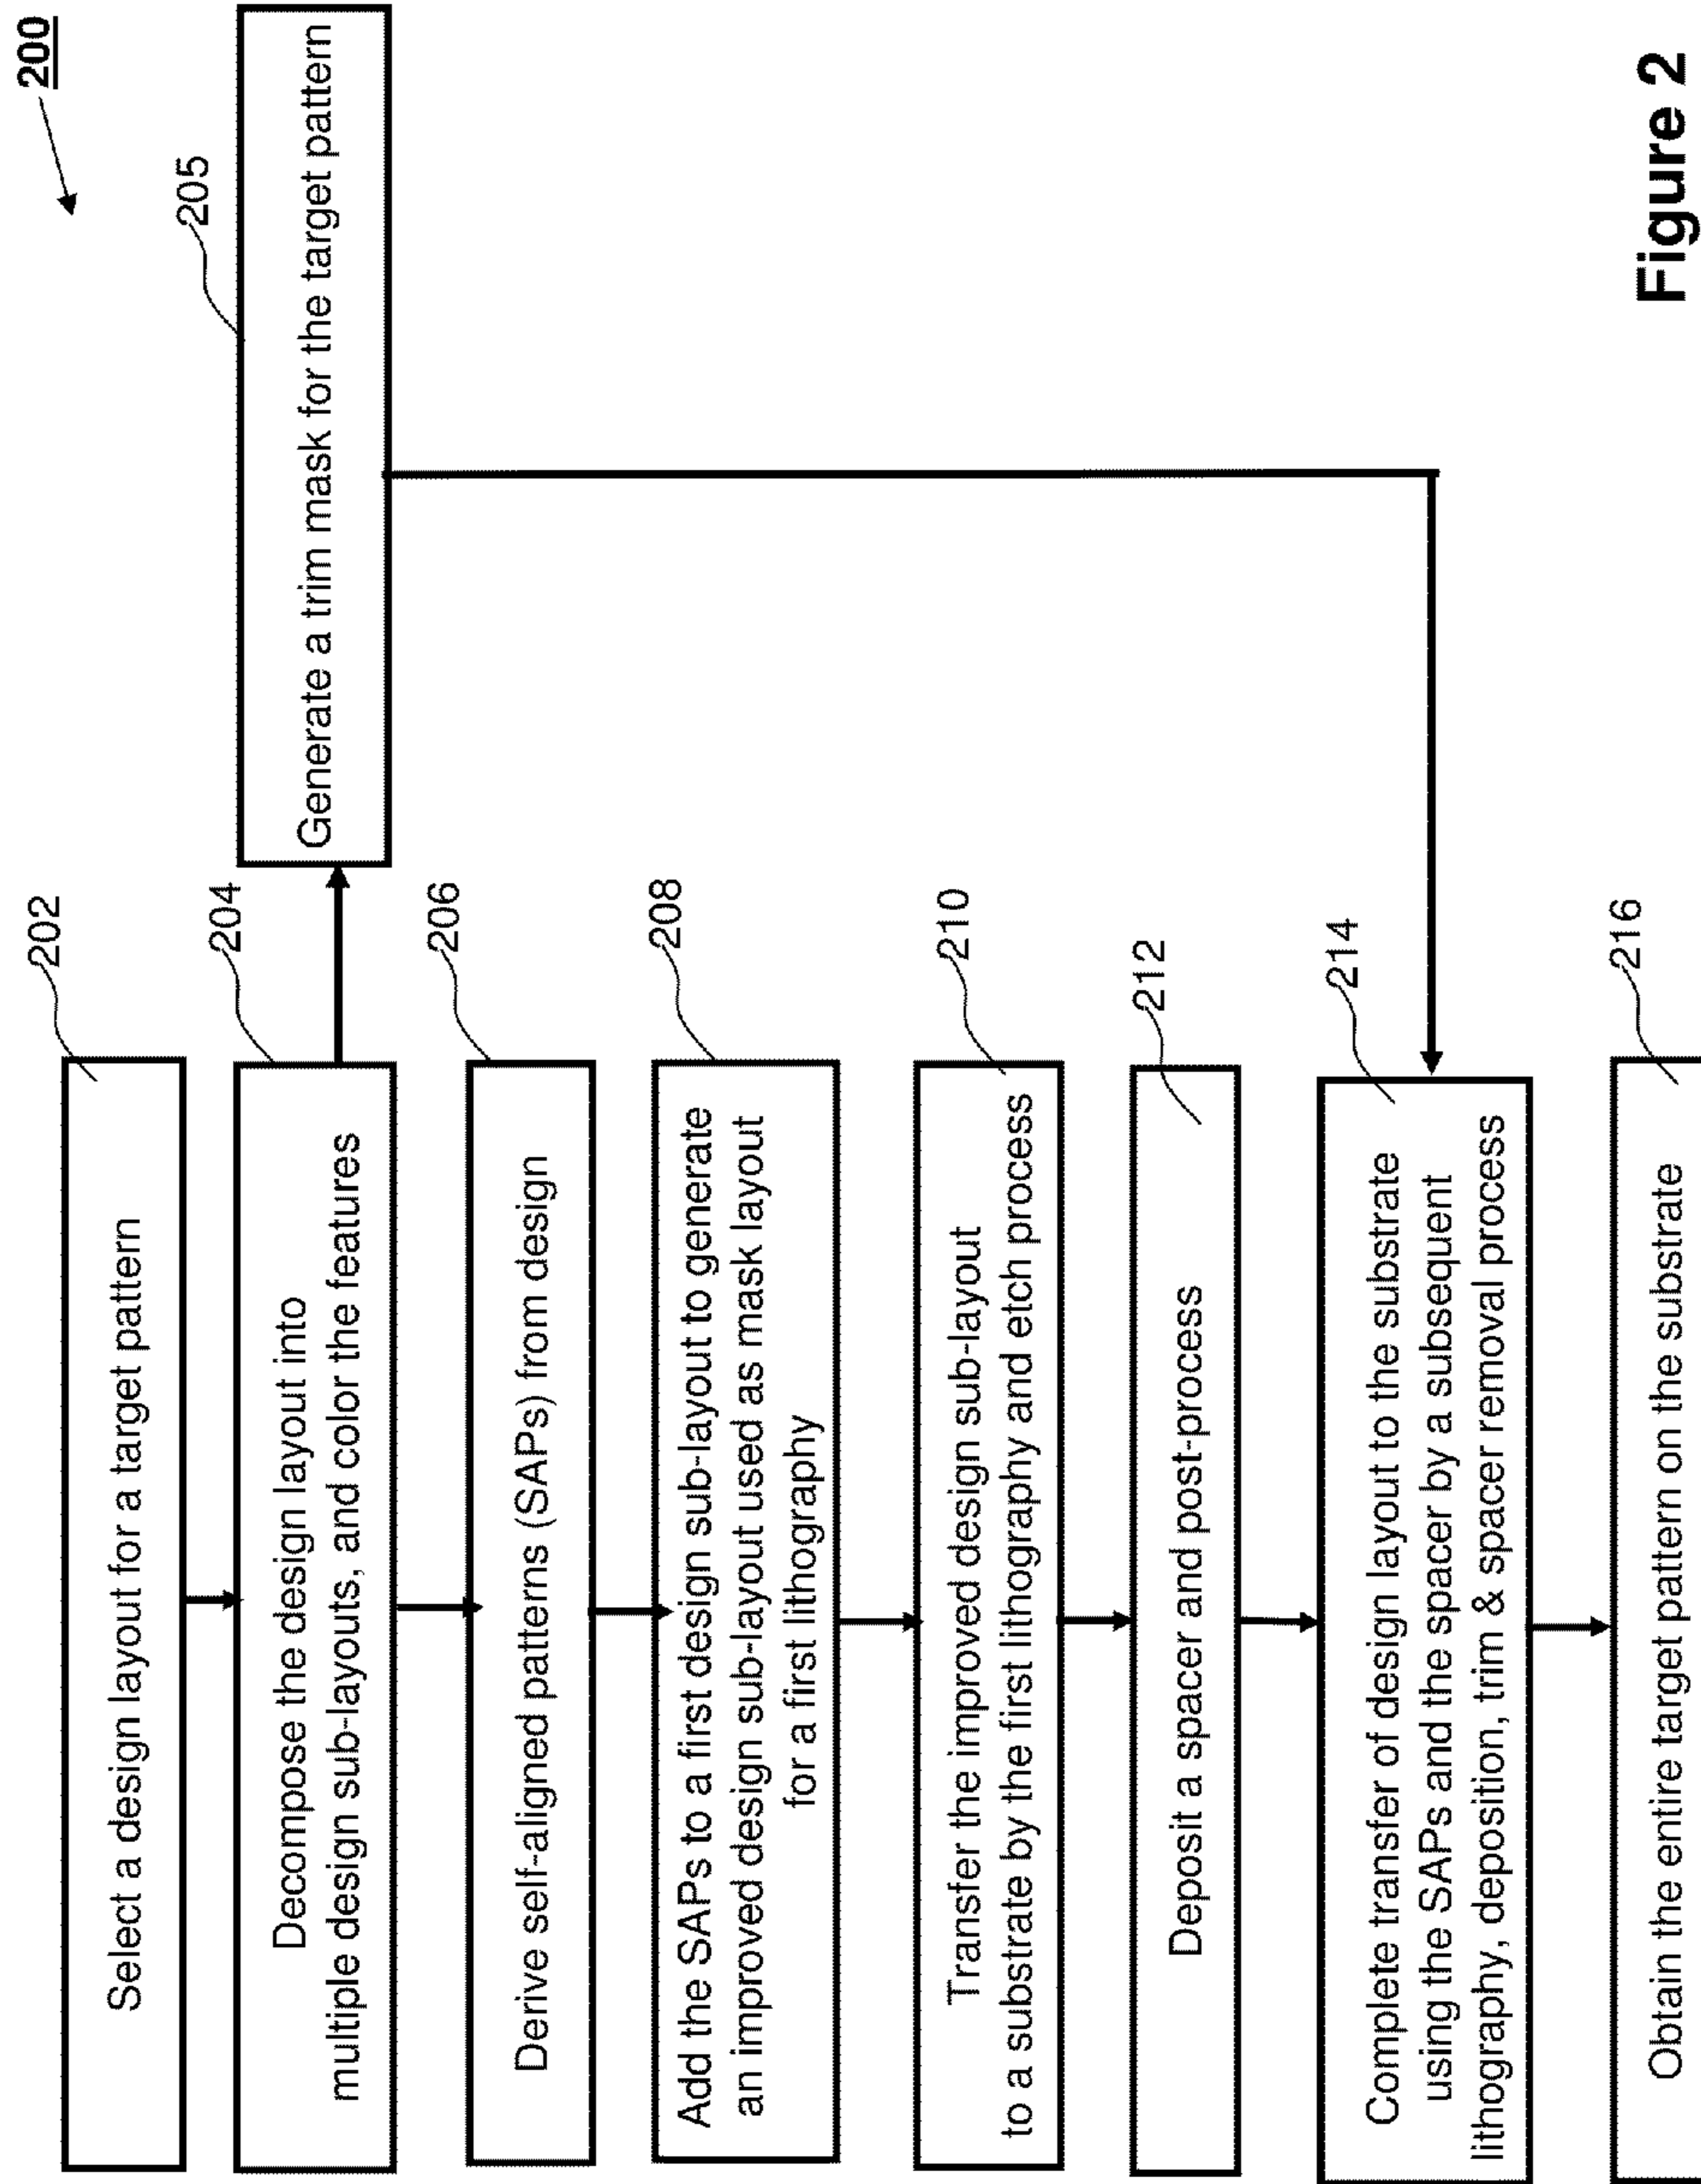 200
202
Select a design layout for a target pattern
204
Decompose the design layout into
multiple design sub-layouts, and color the features
205
Generate a trim mask for the target pattern
206
Derive self-aligned patterns (SAPs) from design
208
Add the SAPs to a first design sub-layout to generate
an improved design sub-layout used as mask layout
for a first lithography
210
Transfer the improved design sub-layout
to a substrate by the first lithography and etch process
212
Deposit a spacer and post-process
214
Complete transfer of design layout to the substrate
using the SAPs and the spacer by a subsequent
lithography, deposition, trim & spacer removal process
216
Obtain the entire target pattern on the substrate
Figure 2